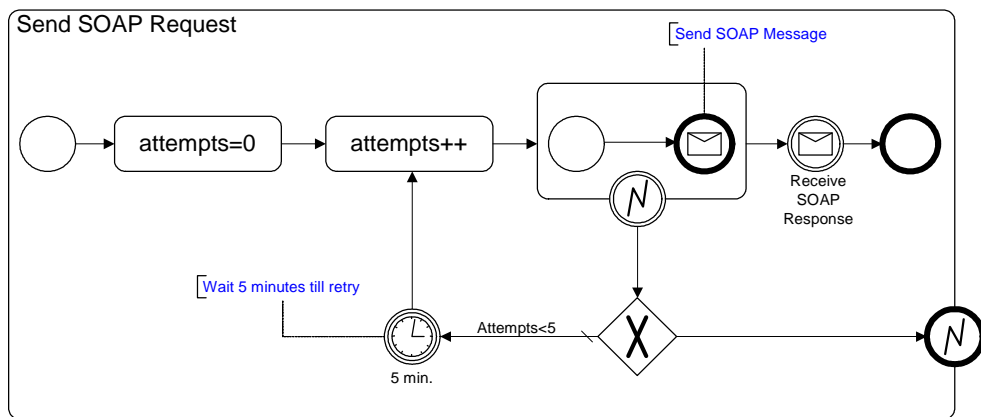 Send SOAP Request
Send SOAP Message
attempts=0
attempts++
Receive
SOAP
Response
Wait 5 minutes till retry
Attempts<5
5 min.